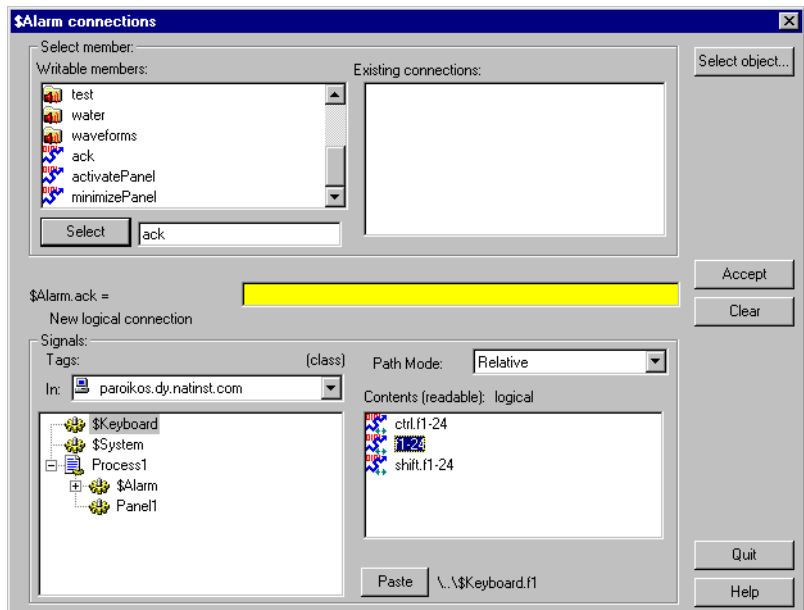 $Alarm connections
Select member:
Writable members:
Existing connections:
Select object...
test
water
waveforms
ack
activatePanel
minimizePanel
Select
ack
Accept
$Alarm.ack =
Clear
New logical connection
Signals:
Tags:
(class)
Path Mode:
Relative
In:
paroikos.dy.natinst.com
Contents (readable): logical
$Keyboard
$System
Process1
$Alarm
Panel1
ctrl.f1-24
f1-24
shift.f1-24
Quit
Paste
\..\$Keyboard.f1
Help